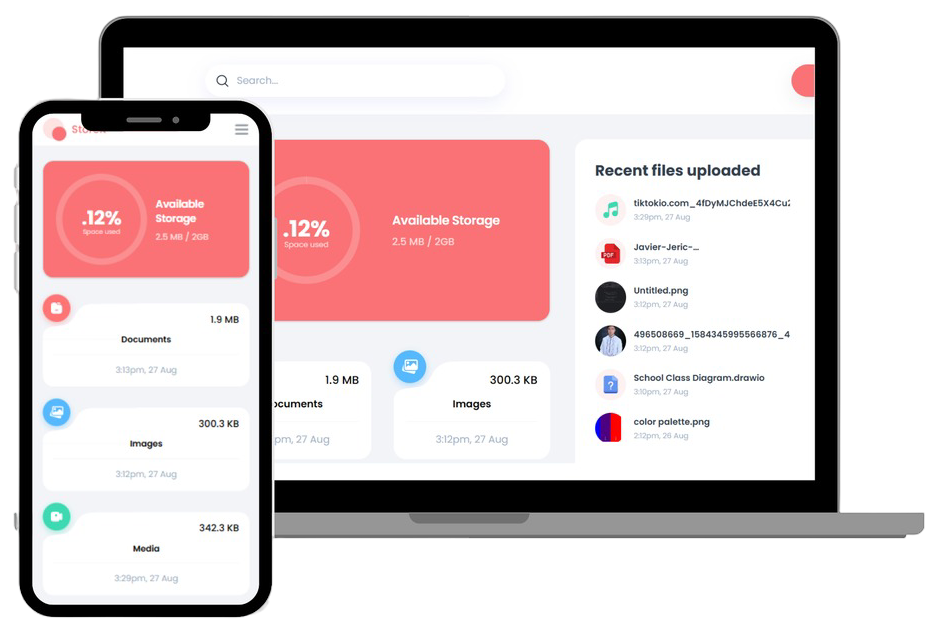 Search...
.12%
Space used
Available
Storage
2.5 MB / 2GB
1.9 MB
Documents
3:13pm, 27 Aug
300.3 KB
Images
3:12pm, 27 Aug
342.3 KB
Media
3:29pm, 27 Aug
.12%
Space used
Available Storage
2.5 MB / 2GB
1.9 MB
ocuments
pm, 27 Aug
300.3 KB
Images
3:12pm, 27 Aug
Recent files uploaded
tiktokio.com_4fDyMJChdeE5X4Cu
3:29pm, 27 Aug
PDF
Javier-Jeric-...
3:13pm, 27 Aug
Untitled.png
3:12pm, 27 Aug
496508669_1584345995566876_4
3:12pm, 27 Aug
?
School Class Diagram.drawio
3:10pm, 27 Aug
color palette.png
2:12pm, 26 Aug